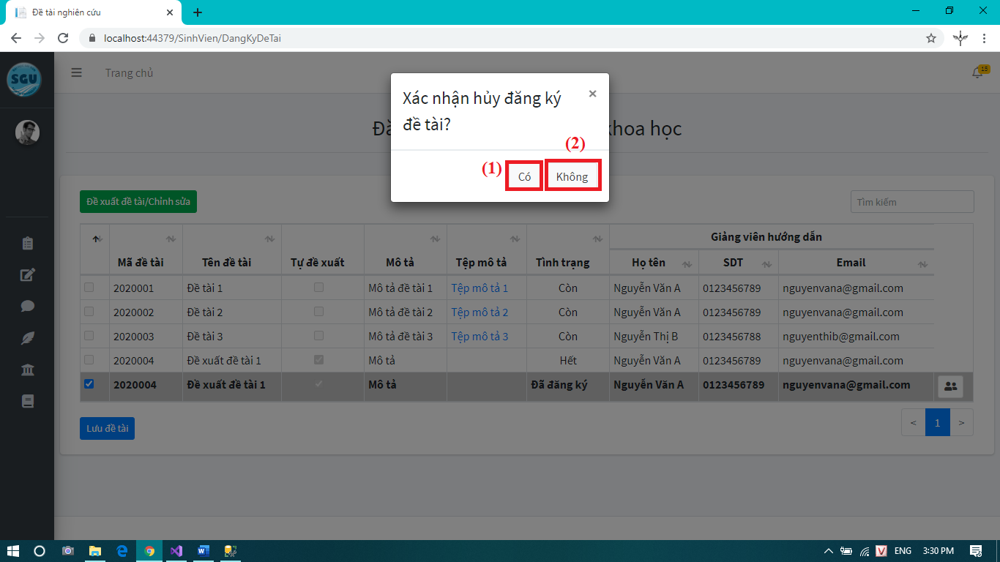 Đề tài nghiên cứu
localhost:44379/SinhVien/DangKyDeTai
SGU
Trang chủ
15
Xác nhận hủy đăng ký
đề tài?
×
khoa học
(2)
(1)
Có
Không
Đề xuất đề tài/Chỉnh sửa
Tìm kiếm
Giảng viên hướng dẫn
Mã đề tài Tên đề tài Tự đề xuất Mô tả Tệp mô tả Tình trạng Họ tên SDT Email
2020001 Đề tài 1 Mô tả đề tài 1 Tệp mô tả 1 Còn Nguyễn Văn A 0123456789 nguyenvana@gmail.com
2020002 Đề tài 2 Mô tả đề tài 2 Tệp mô tả 2 Còn Nguyễn Văn A 0123456789 nguyenvana@gmail.com
2020003 Đề tài 3 Mô tả đề tài 3 Tệp mô tả 3 Còn Nguyễn Thị B 0123456788 nguyenthib@gmail.com
2020004 Đề xuất đề tài 1 Mô tả Hết Nguyễn Văn A 0123456789 nguyenvana@gmail.com
2020004 Đề xuất đề tài 1 Mô tả Đã đăng ký Nguyễn Văn A 0123456789 nguyenvana@gmail.com
Lưu đề tài
< 1 >
ENG 3:30 PM